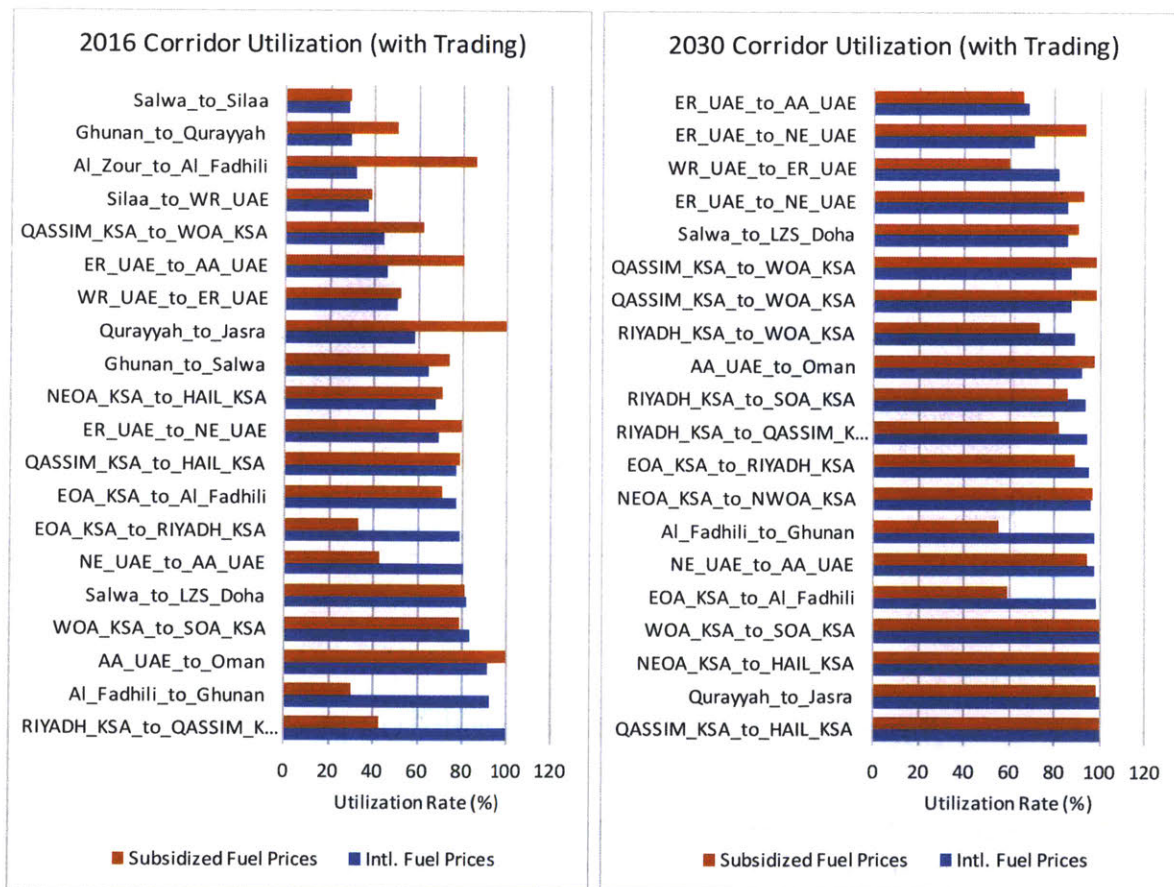 2016 Corridor Utilization (with Trading)
Salwa_to_Silaa
Ghunan_to_Qurayyah
Al_Zour_to_Al_Fadhili
Silaa_to_WR_UAE
QASSIM_KSA_to_WOA_KSA
ER_UAE_to_AA_UAE
WR_UAE_to_ER_UAE
Qurayyah_to_Jasra
Ghunan_to_Salwa
NEOA_KSA_to_HAIL_KSA
ER_UAE_to_NE_UAE
QASSIM_KSA_to_HAIL_KSA
EOA_KSA_to_Al_Fadhili
EOA_KSA_to_RIYADH_KSA
NE_UAE_to_AA_UAE
Salwa_to_LZS_Doha
WOA_KSA_to_SOA_KSA
AA_UAE_to_Oman
Al_Fadhili_to_Ghunan
RIYADH_KSA_to_QASSIM_K...
0 20 40 60 80 100 120
Utilization Rate (%)
Subsidized Fuel Prices Intl. Fuel Prices
2030 Corridor Utilization (with Trading)
ER_UAE_to_AA_UAE
ER_UAE_to_NE_UAE
WR_UAE_to_ER_UAE
ER_UAE_to_NE_UAE
Salwa_to_LZS_Doha
QASSIM_KSA_to_WOA_KSA
QASSIM_KSA_to_WOA_KSA
RIYADH_KSA_to_WOA_KSA
AA_UAE_to_Oman
RIYADH_KSA_to_SOA_KSA
RIYADH_KSA_to_QASSIM_K...
EOA_KSA_to_RIYADH_KSA
NEOA_KSA_to_NWOA_KSA
Al_Fadhili_to_Ghunan
NE_UAE_to_AA_UAE
EOA_KSA_to_Al_Fadhili
WOA_KSA_to_SOA_KSA
NEOA_KSA_to_HAIL_KSA
Qurayyah_to_Jasra
QASSIM_KSA_to_HAIL_KSA
0 20 40 60 80 100 120
Utilization Rate (%)
Subsidized Fuel Prices Intl. Fuel Prices